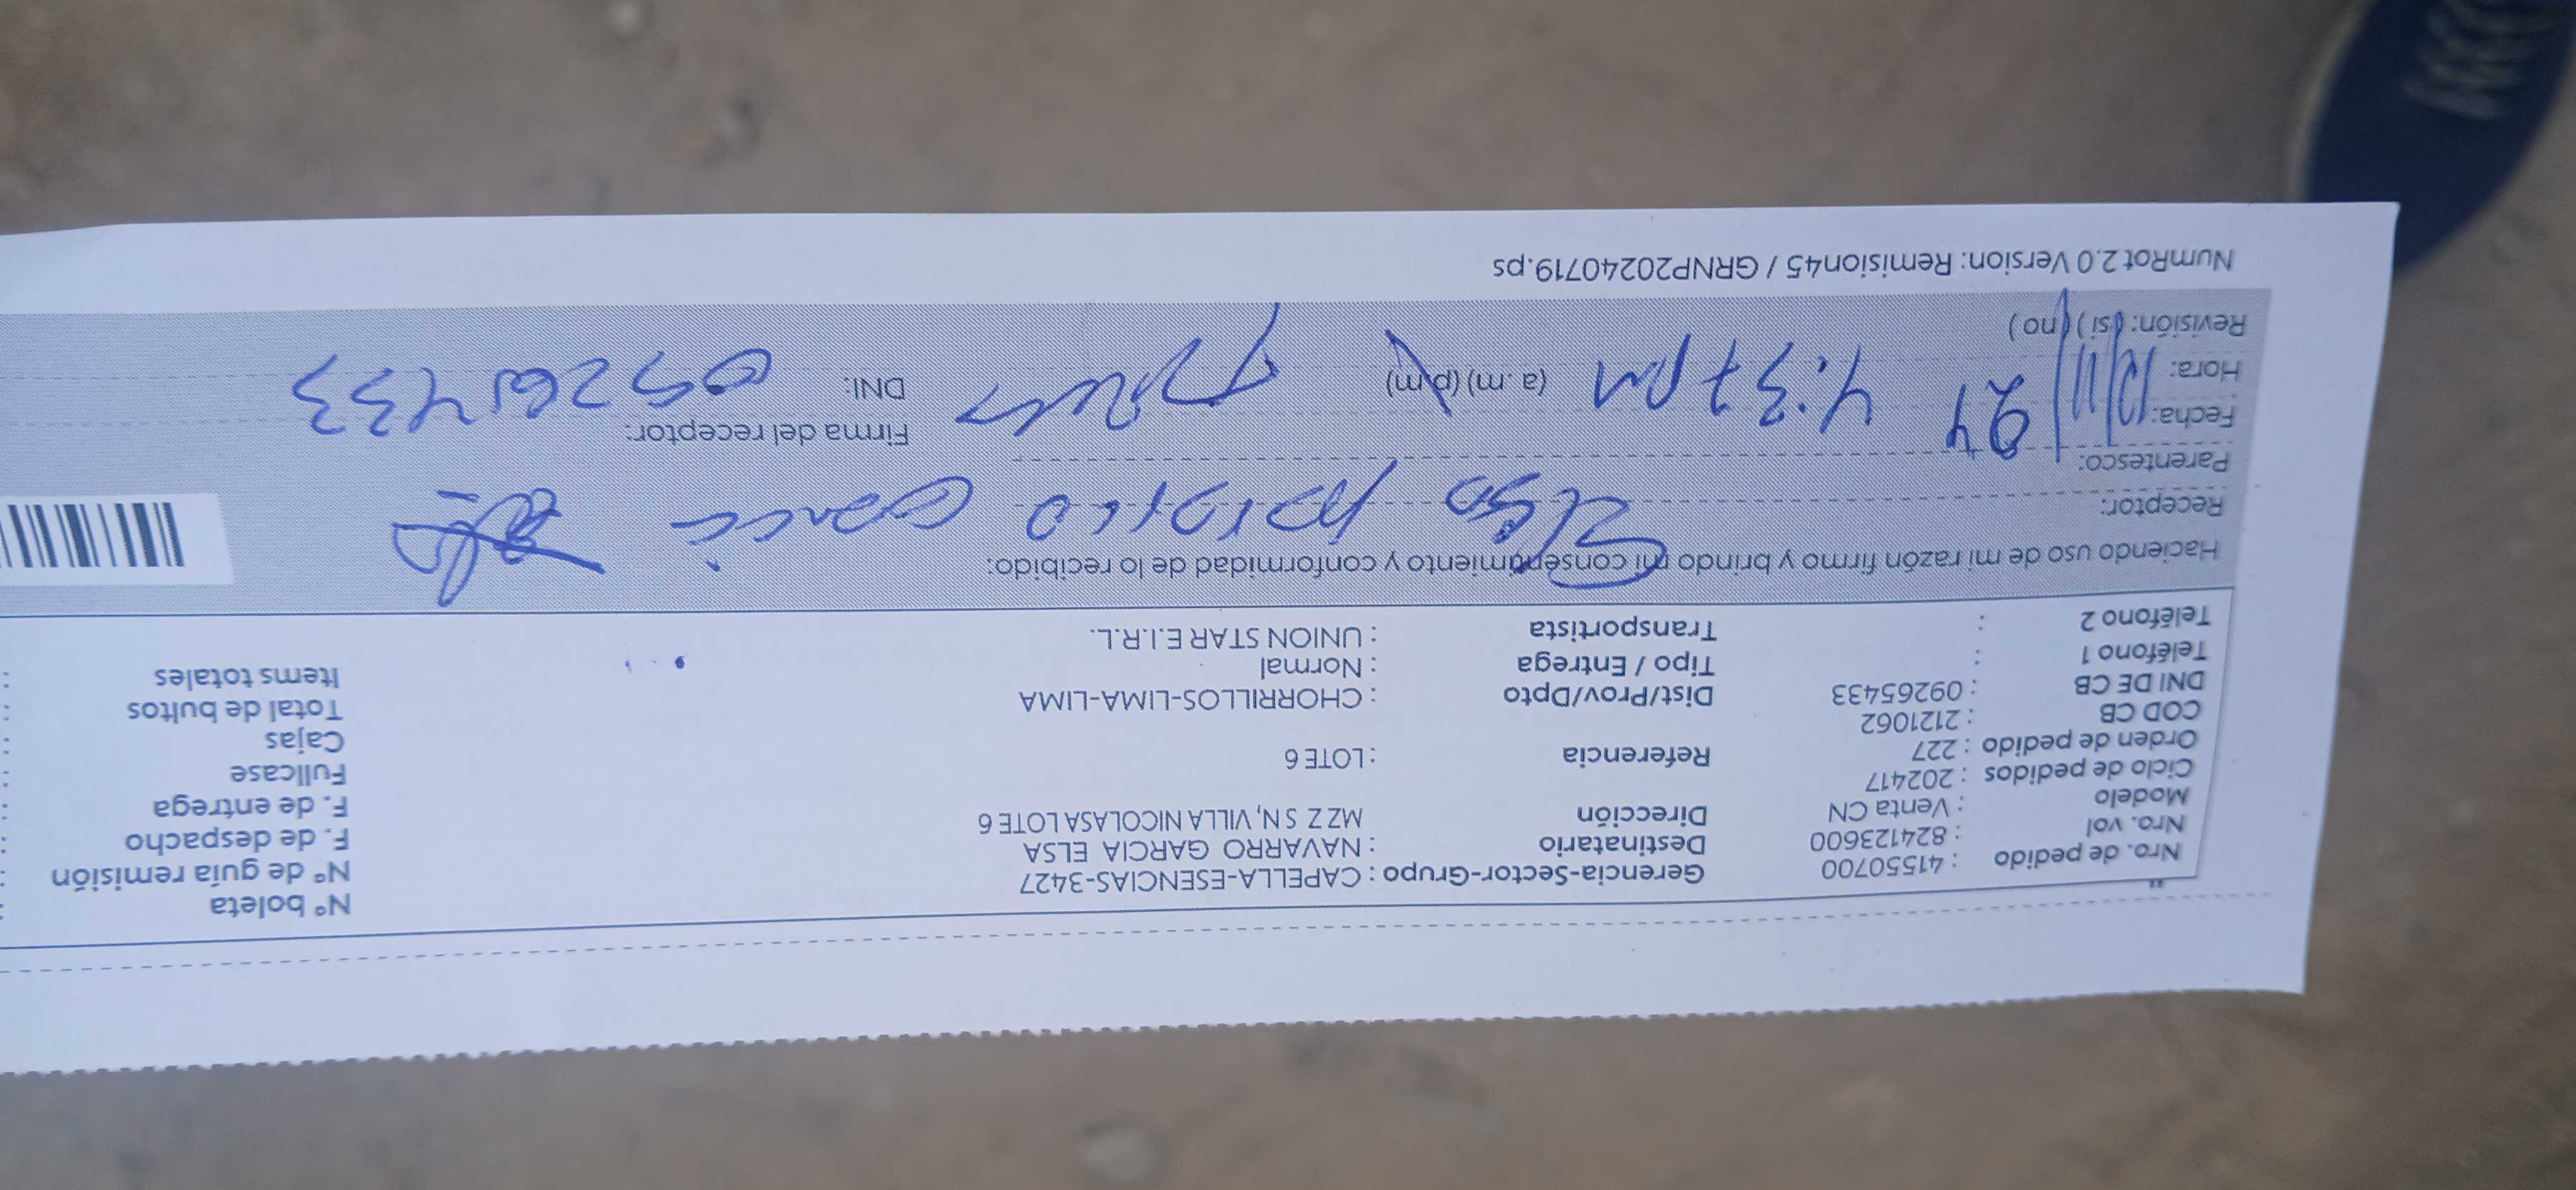 Nro. de pedido : 41550700 Gerencia-Sector-Grupo : CAPELLA-ESENCIAS-3427 N° boleta :
Nro. vol : 824123600 Destinatario : NAVARRO GARCIA ELSA N° de guía remisión :
Modelo : Venta CN Dirección MZ Z S N, VILLA NICOLASA LOTE 6 F. de despacho :
Ciclo de pedidos : 202417 F. de entrega :
Orden de pedido : 227 Referencia : LOTE 6 Fullcase :
COD CB : 2121062 Cajas :
DNI DE CB : 09265433 Dist/Prov/Dpto : CHORRILLOS-LIMA-LIMA Total de bultos :
Teléfono 1 : Tipo / Entrega : Normal Items totales :
Teléfono 2 : Transportista : UNION STAR E.I.R.L.
Haciendo uso de mi razón firmo y brindo mi consentimiento y conformidad de lo recibido:
Receptor: Elsa
Parentesco: Firma del receptor:
Fecha: 12/11/24
Hora: 4:37 PM (a.m) (p.m) DNI:
Revisión: (si) (no)
NumRot 2.0 Version: Remision45 / GRNP20240719.ps